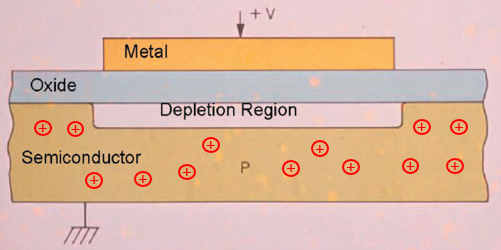 + V
Metal
Oxide
Depletion Region
Semiconductor
P